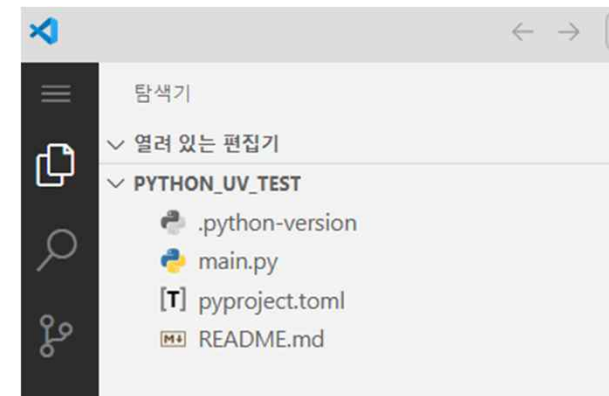 탐색기
열려 있는 편집기
PYTHON_UV_TEST
.python-version
main.py
[T] pyproject.toml
M↓ README.md